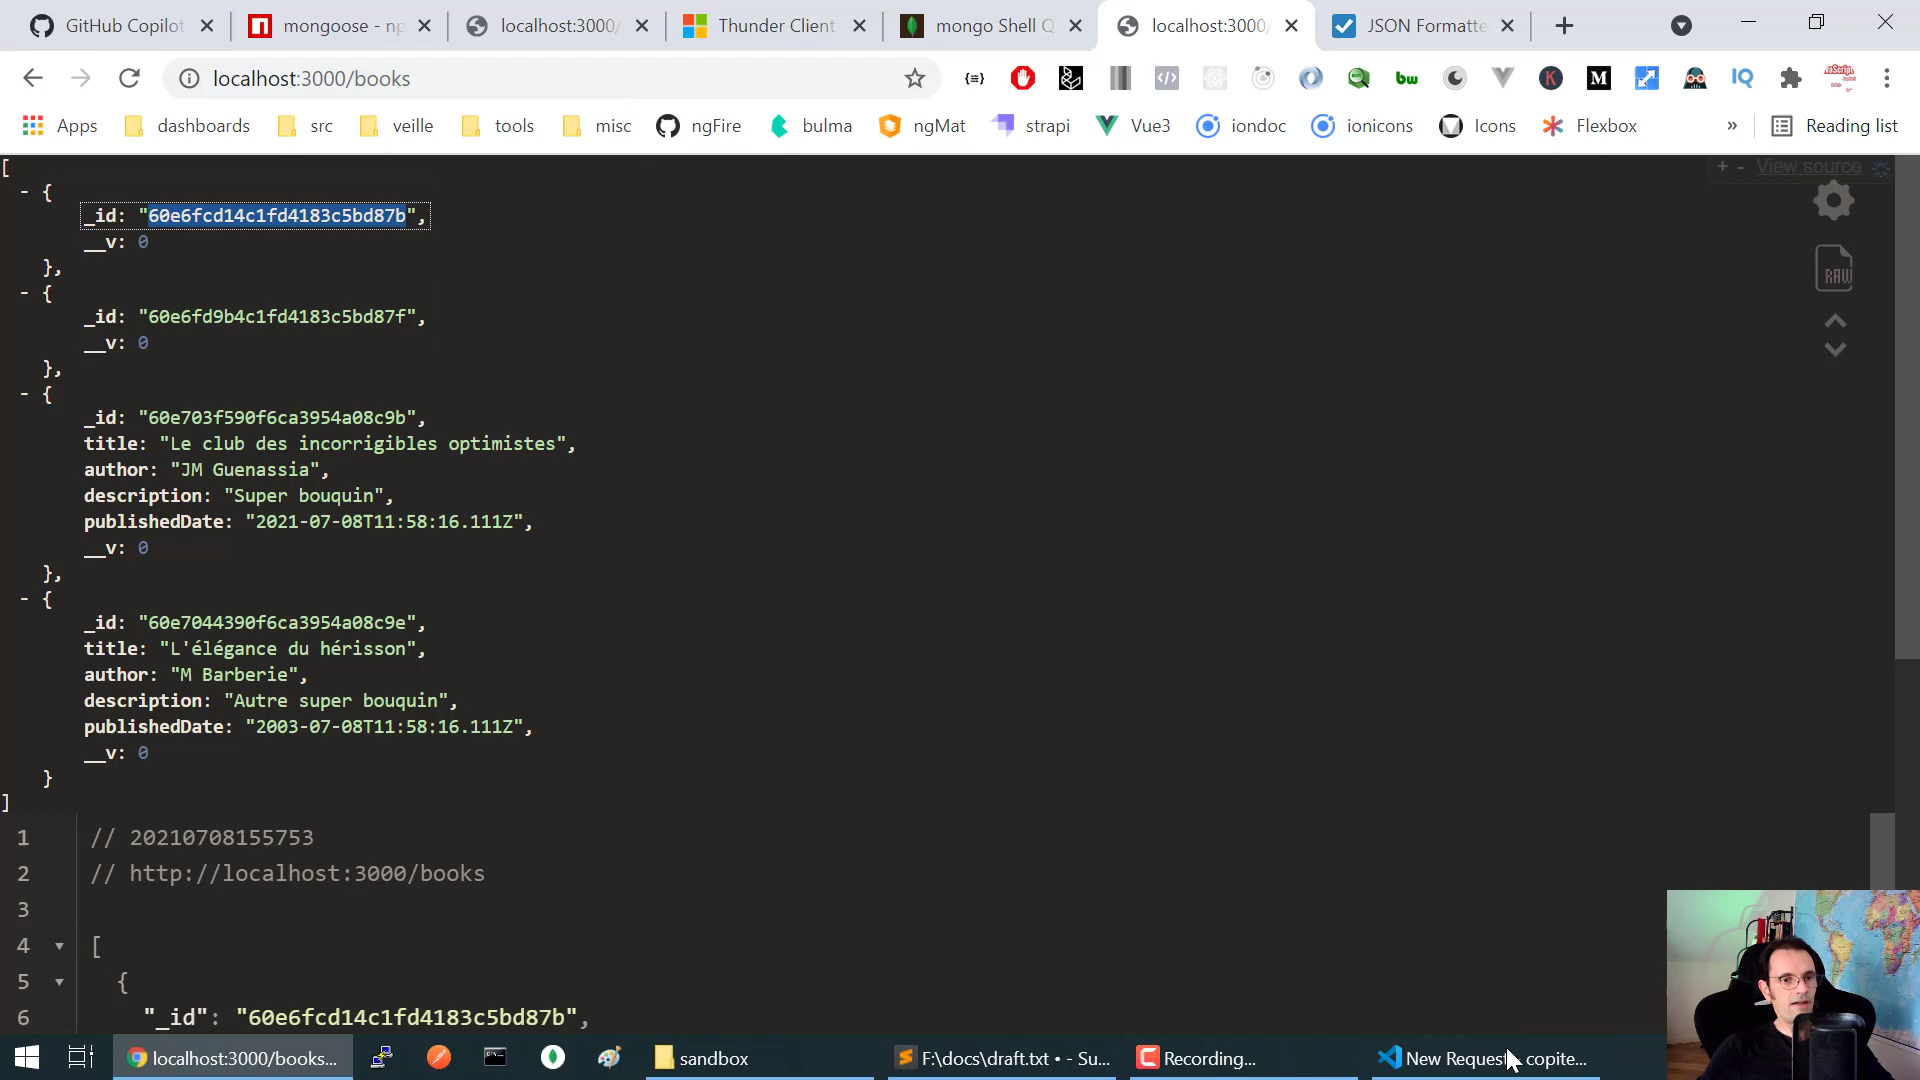 GitHub Copilot
mongoose - np
localhost:3000/
Thunder Client
mongo Shell Q
localhost:3000/
JSON Formatte
localhost:3000/books
Apps
dashboards
src
veille
tools
misc
ngFire
bulma
ngMat
strapi
Vue3
iondoc
ionicons
Icons
Flexbox
»
Reading list
[
+ - View source
- {
_id: "60e6fcd14c1fd4183c5bd87b",
__v: 0
},
- {
_id: "60e6fd9b4c1fd4183c5bd87f",
__v: 0
},
- {
_id: "60e703f590f6ca3954a08c9b",
title: "Le club des incorrigibles optimistes",
author: "JM Guenassia",
description: "Super bouquin",
publishedDate: "2021-07-08T11:58:16.111Z",
__v: 0
},
- {
_id: "60e7044390f6ca3954a08c9e",
title: "L'élégance du hérisson",
author: "M Barberie",
description: "Autre super bouquin",
publishedDate: "2003-07-08T11:58:16.111Z",
__v: 0
}
]
RAW
1 // 20210708155753
2 // http://localhost:3000/books
3
4 [
5 {
6 "_id": "60e6fcd14c1fd4183c5bd87b",
localhost:3000/books...
sandbox
F:\docs\draft.txt • - Su...
Recording...
New Request copite...